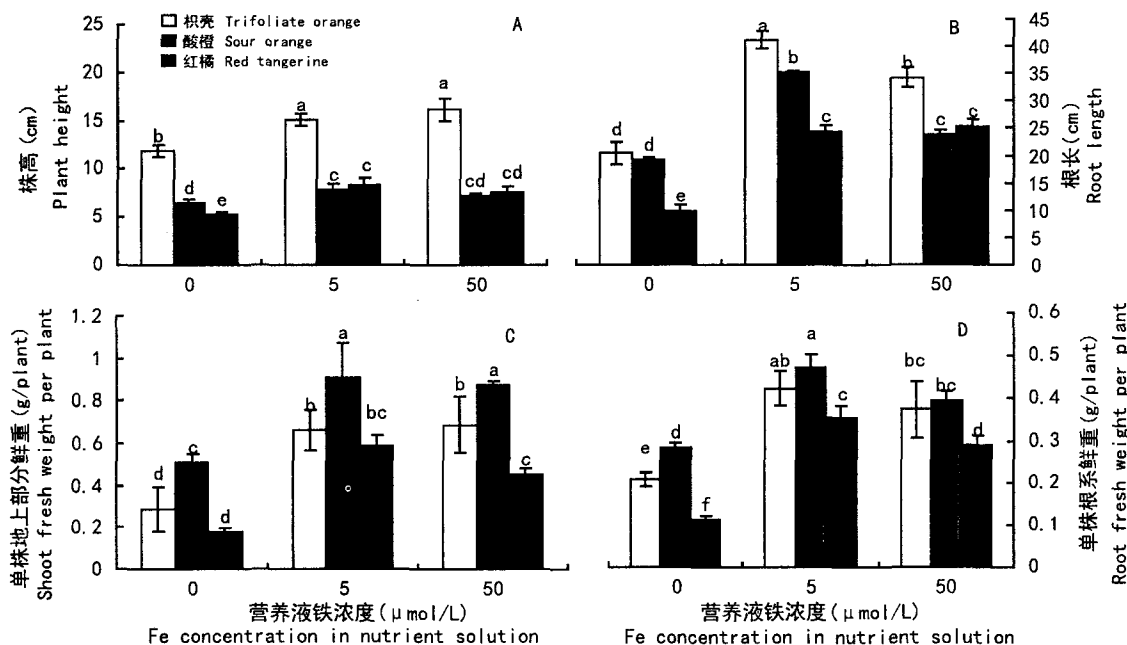 A
枳壳 Trifoliate orange
酸橙 Sour orange
红橘 Red tangerine
株高(cm)
Plant height
25
20
15
10
5
0
b
d
e
a
c
c
a
cd
cd
0
5
50
B
根长(cm)
Root length
45
40
35
30
25
20
15
10
5
0
d
d
e
a
b
c
b
c
c
0
5
50
C
单株地上部分鲜重(g/plant)
Shoot fresh weight per plant
1.2
1
0.8
0.6
0.4
0.2
0
d
c
d
b
a
bc
b
a
c
0
5
50
营养液铁浓度(μmol/L)
Fe concentration in nutrient solution
D
单株根系鲜重(g/plant)
Root fresh weight per plant
0.6
0.5
0.4
0.3
0.2
0.1
0
e
d
f
ab
a
c
bc
bc
d
0
5
50
营养液铁浓度(μmol/L)
Fe concentration in nutrient solution